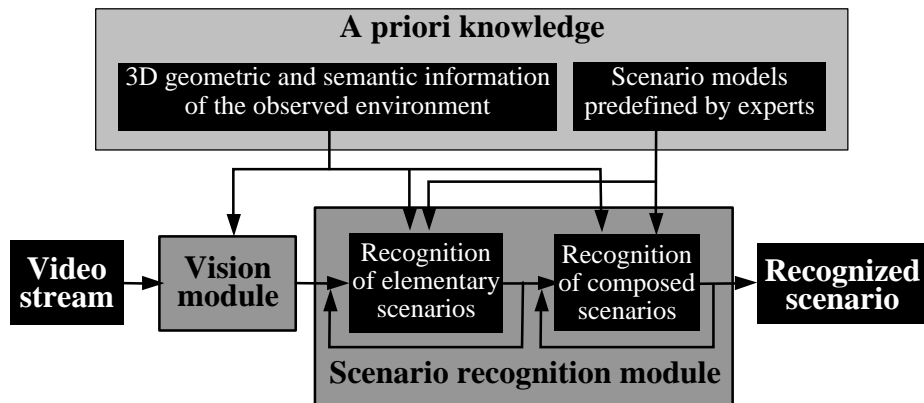 A priori knowledge
3D geometric and semantic information
of the observed environment
Scenario models
predefined by experts
Video
stream
Vision
module
Recognition
of elementary
scenarios
Recognition
of composed
scenarios
Recognized
scenario
Scenario recognition module